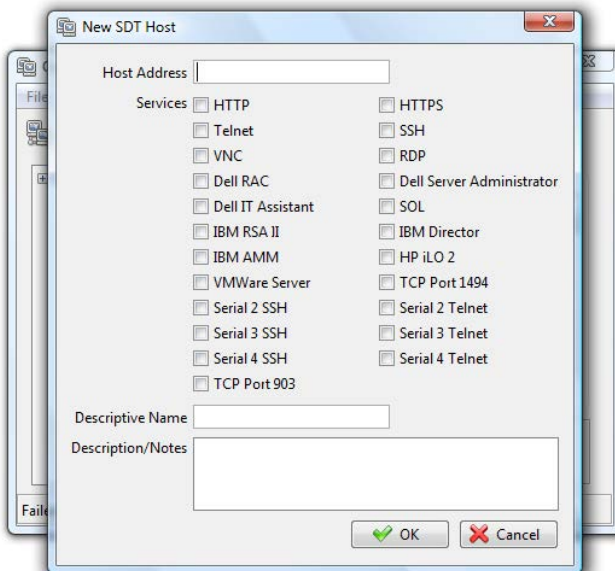 New SDT Host
Host Address
Services HTTP HTTPS
Telnet SSH
VNC RDP
Dell RAC Dell Server Administrator
Dell IT Assistant SOL
IBM RSA II IBM Director
IBM AMM HP iLO 2
VMWare Server TCP Port 1494
Serial 2 SSH Serial 2 Telnet
Serial 3 SSH Serial 3 Telnet
Serial 4 SSH Serial 4 Telnet
TCP Port 903
Descriptive Name
Description/Notes
OK Cancel
File